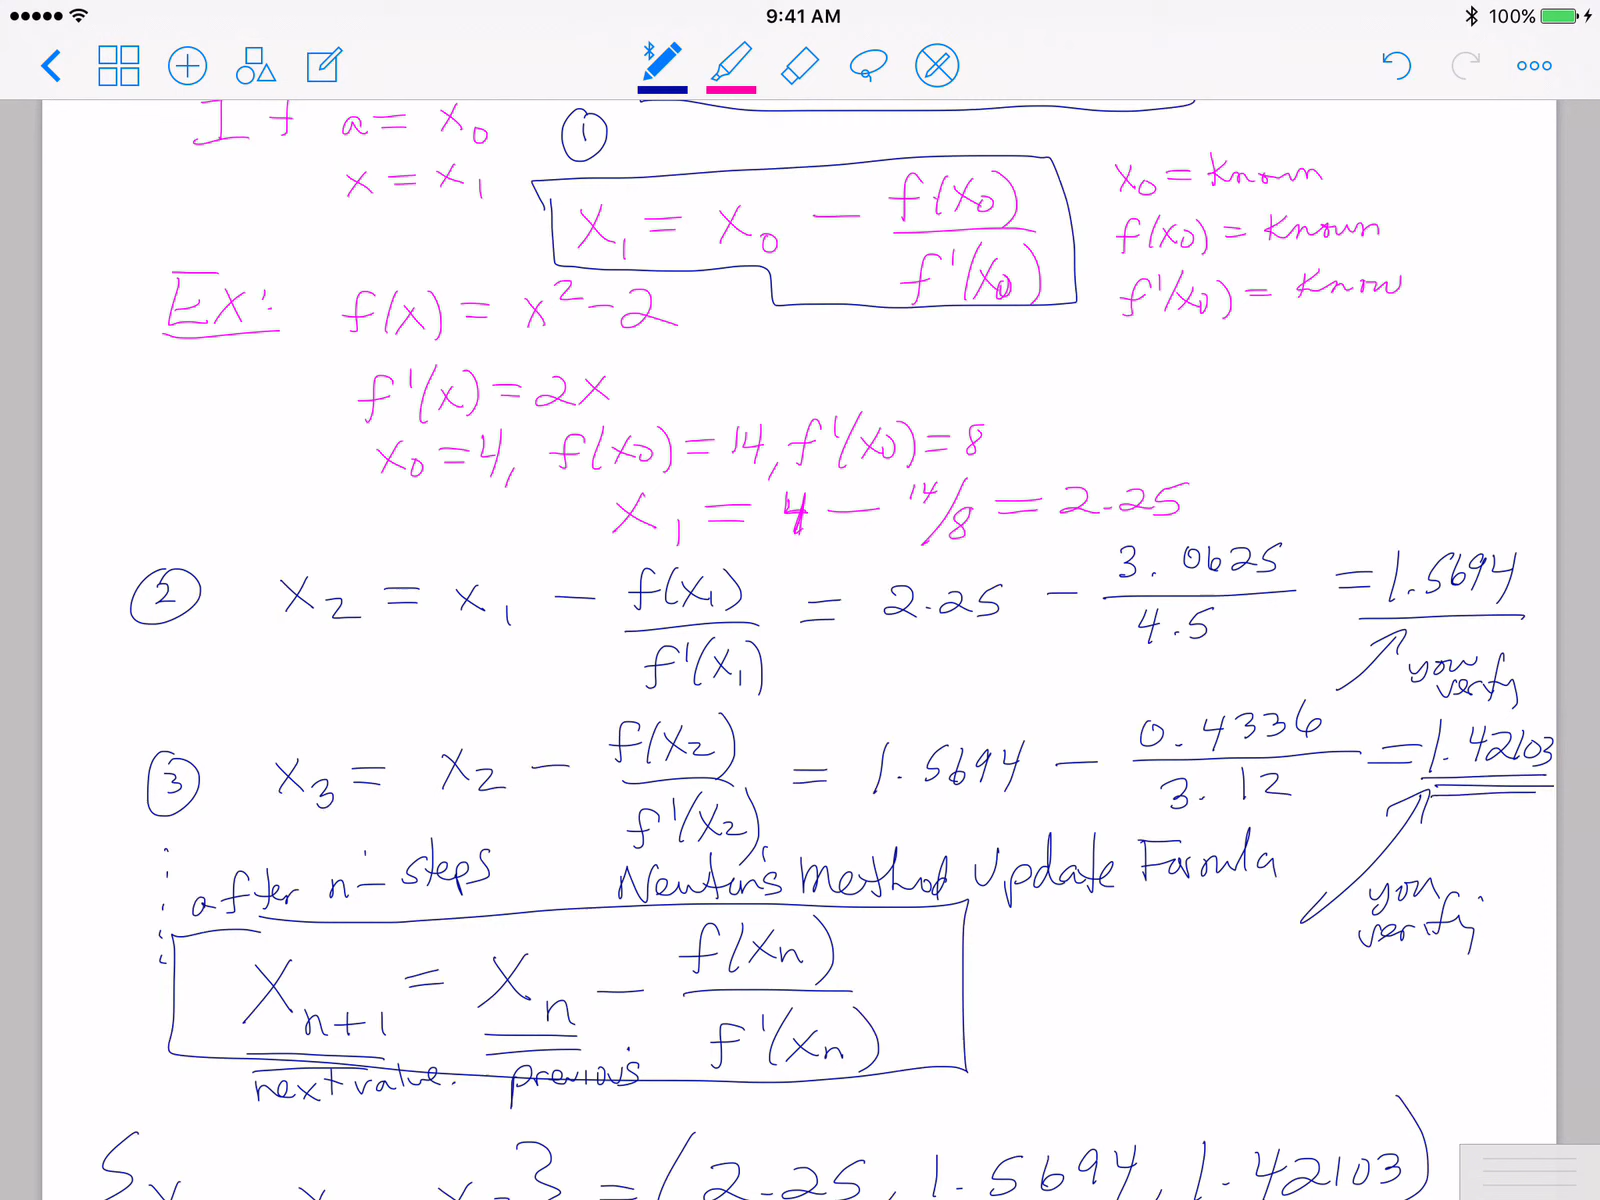 9:41 AM
100%
If a = x₀
①
x = x₁
x₁ = x₀ − f(x₀)/f'(x₀)
x₀ = known
f(x₀) = known
f'(x₀) = know
Ex: f(x) = x² − 2
f'(x) = 2x
x₀ = 4, f(x₀) = 14, f'(x₀) = 8
x₁ = 4 − 14/8 = 2.25
② x₂ = x₁ − f(x₁)/f'(x₁) = 2.25 − 3.0625/4.5 = 1.5694
you
verify
③ x₃ = x₂ − f(x₂)/f'(x₂) = 1.5694 − 0.4336/3.12 = 1.42103
you
verify
after n-steps
Newton's Method Update Formula
xₙ₊₁ = xₙ − f(xₙ)/f'(xₙ)
next value. previous
= (2.25, 1.5694, 1.42103)